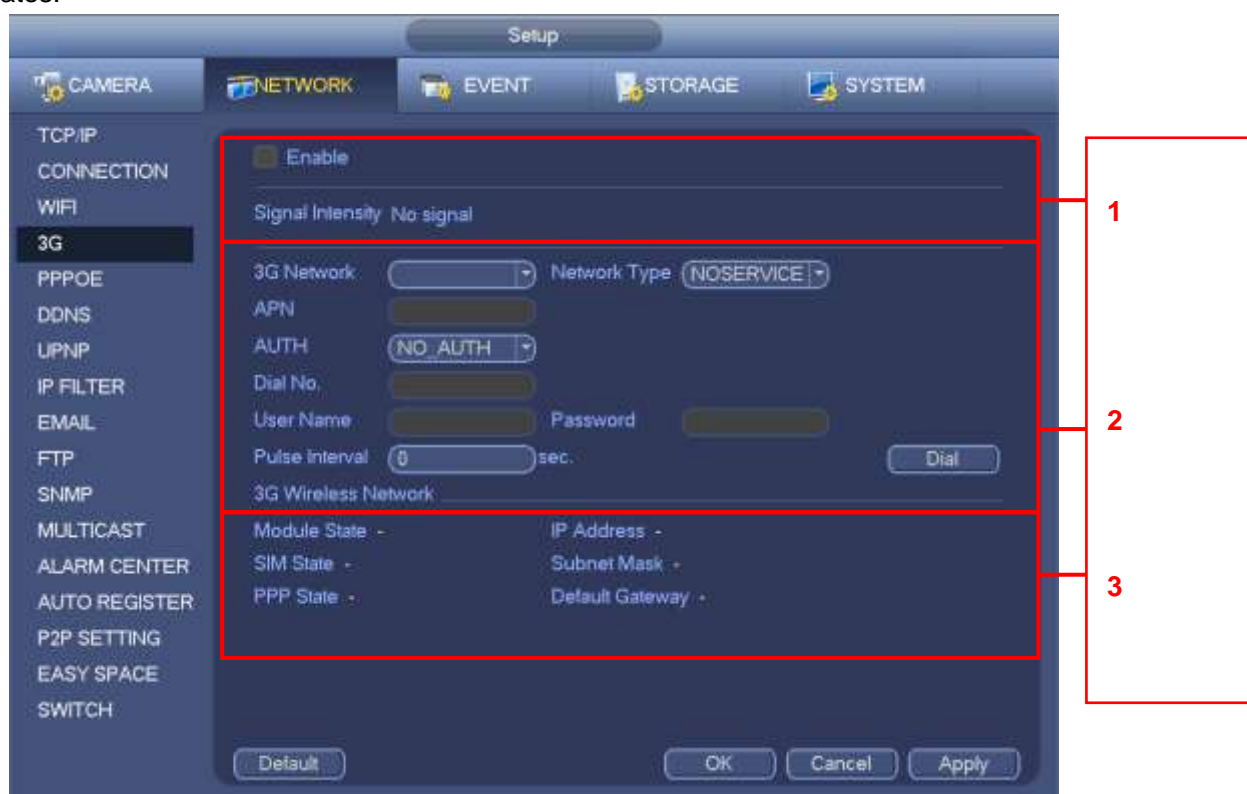 Setup
CAMERA NETWORK EVENT STORAGE SYSTEM
TCP/IP
CONNECTION
WIFI
3G
PPPOE
DDNS
UPNP
IP FILTER
EMAIL
FTP
SNMP
MULTICAST
ALARM CENTER
AUTO REGISTER
P2P SETTING
EASY SPACE
SWITCH
Enable
Signal Intensity No signal
3G Network Network Type NOSERVICE
APN
AUTH NO_AUTH
Dial No.
User Name Password
Pulse Interval 0 sec. Dial
3G Wireless Network
Module State - IP Address -
SIM State - Subnet Mask -
PPP State - Default Gateway -
Default OK Cancel Apply
1
2
3